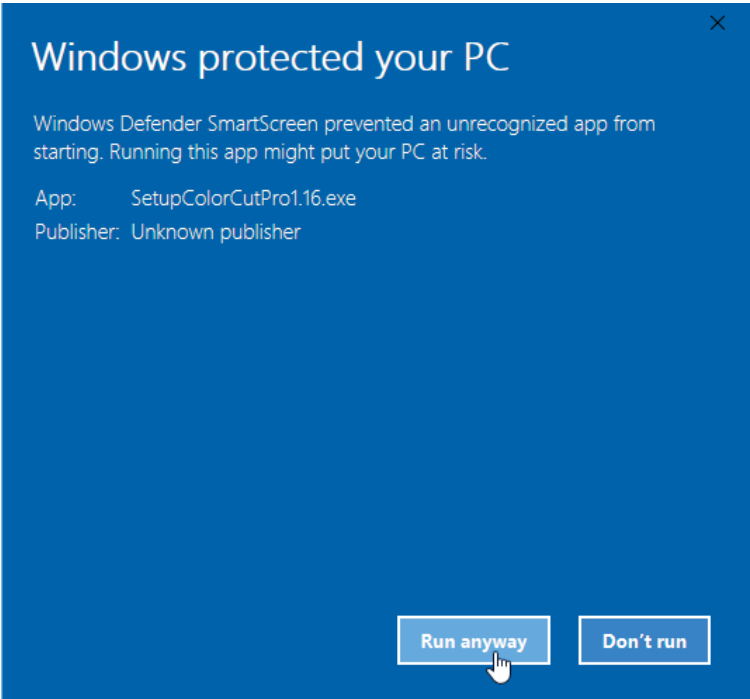 Windows protected your PC
Windows Defender SmartScreen prevented an unrecognized app from
starting. Running this app might put your PC at risk.
App: SetupColorCutPro1.16.exe
Publisher: Unknown publisher
Run anyway
Don't run